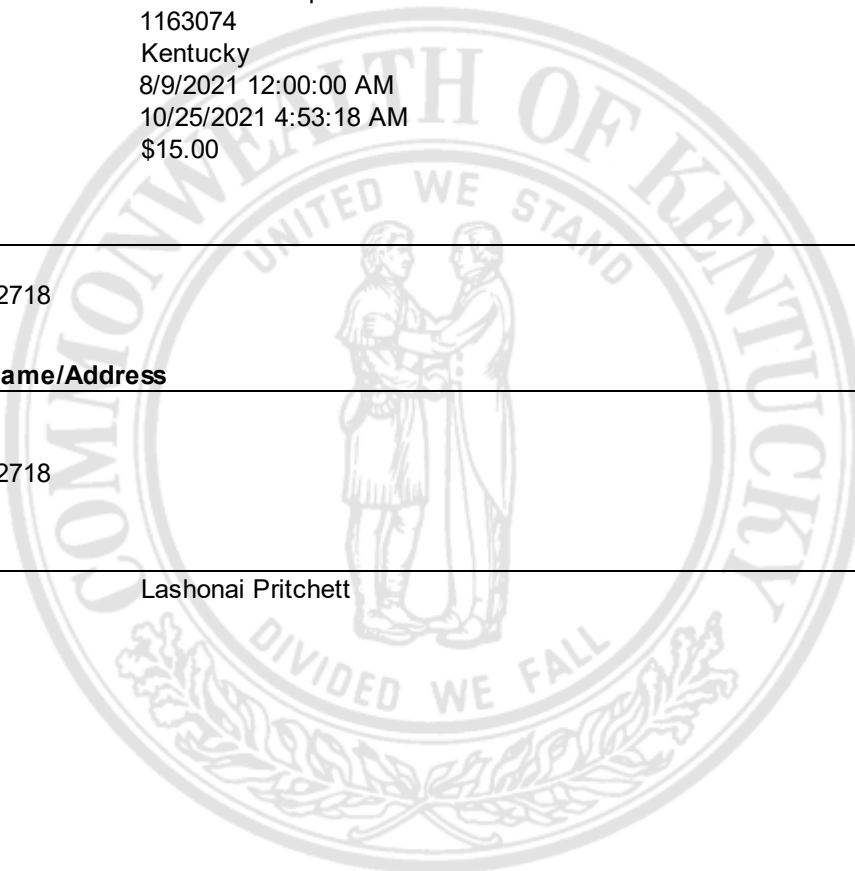 1163074
Kentucky
8/9/2021 12:00:00 AM
10/25/2021 4:53:18 AM
$15.00
COMMONWEALTH OF KENTUCKY
UNITED WE STAND
2718
ame/Address
2718
Lashonai Pritchett
DIVIDED WE FALL